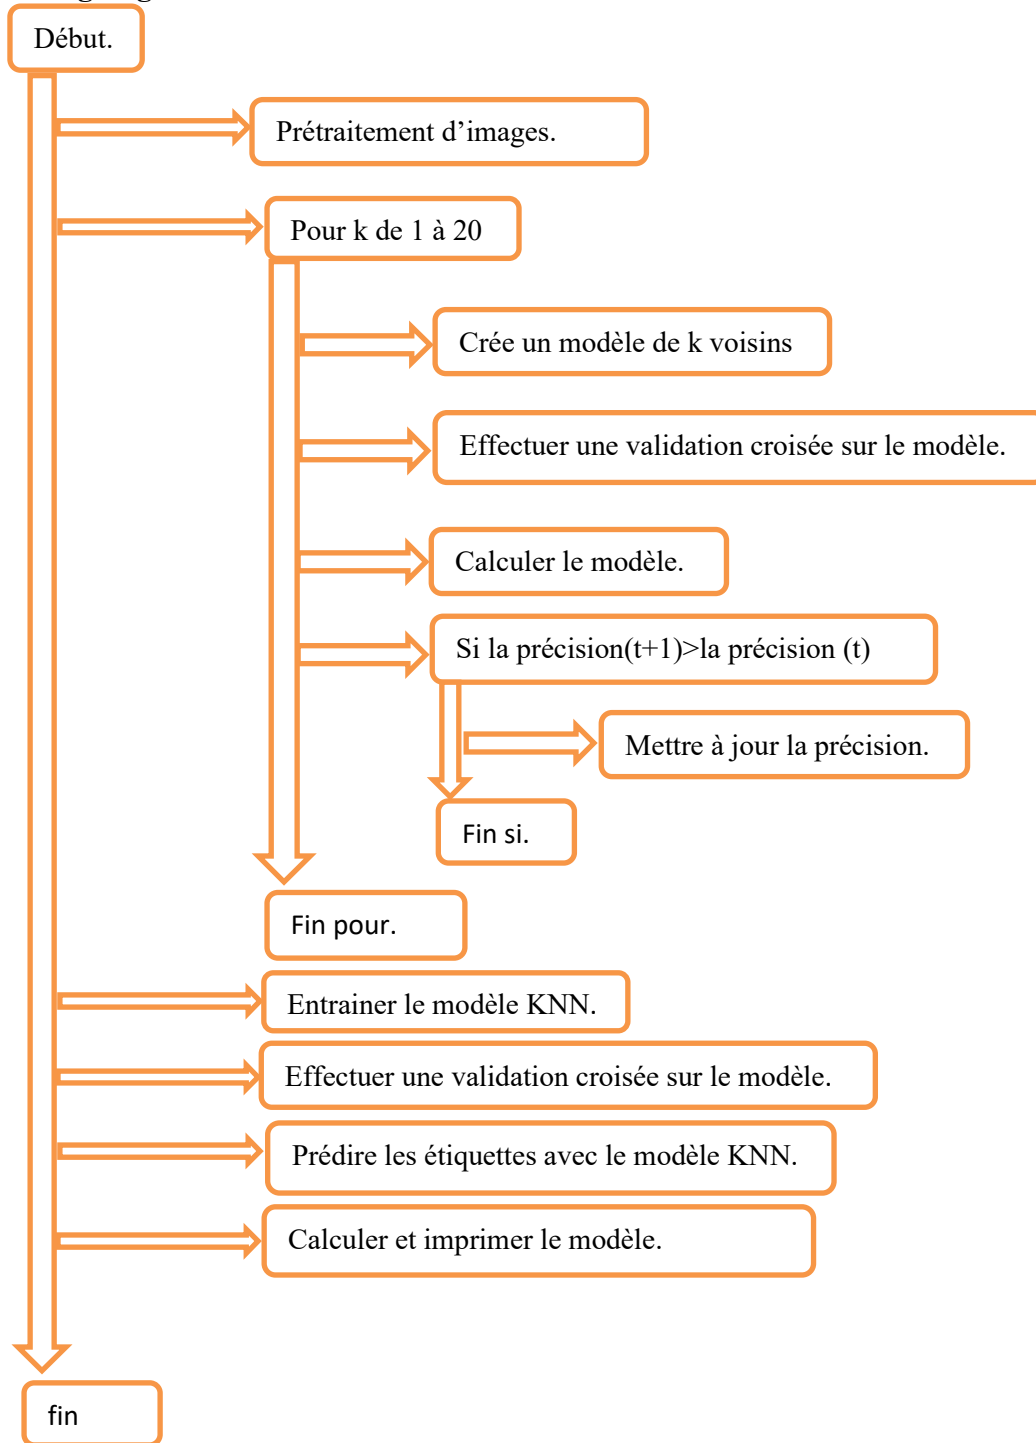 Début.
Prétraitement d’images.
Pour k de 1 à 20
Crée un modèle de k voisins
Effectuer une validation croisée sur le modèle.
Calculer le modèle.
Si la précision(t+1)>la précision (t)
Mettre à jour la précision.
Fin si.
Fin pour.
Entrainer le modèle KNN.
Effectuer une validation croisée sur le modèle.
Prédire les étiquettes avec le modèle KNN.
Calculer et imprimer le modèle.
fin